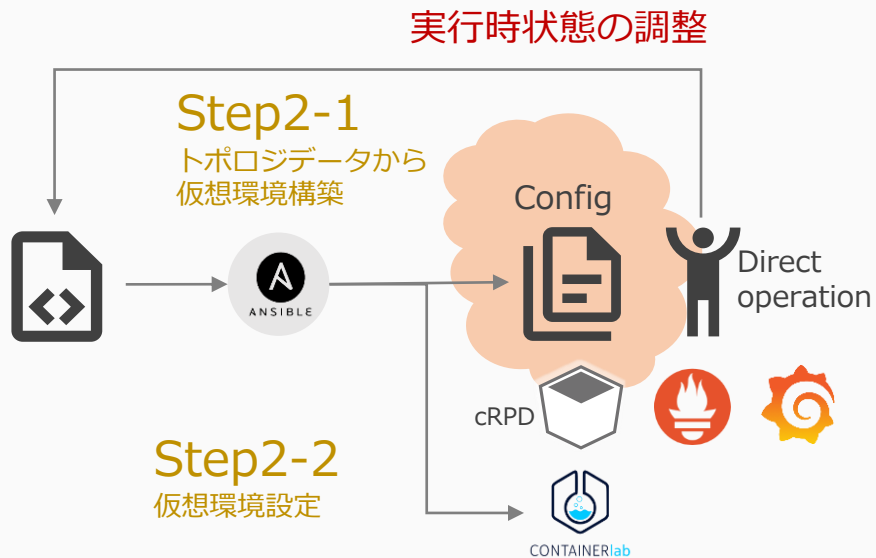 実行時状態の調整
Step2-1
トポロジデータから
仮想環境構築
Config
Direct
operation
A
ANSIBLE
cRPD
Step2-2
仮想環境設定
CONTAINERlab